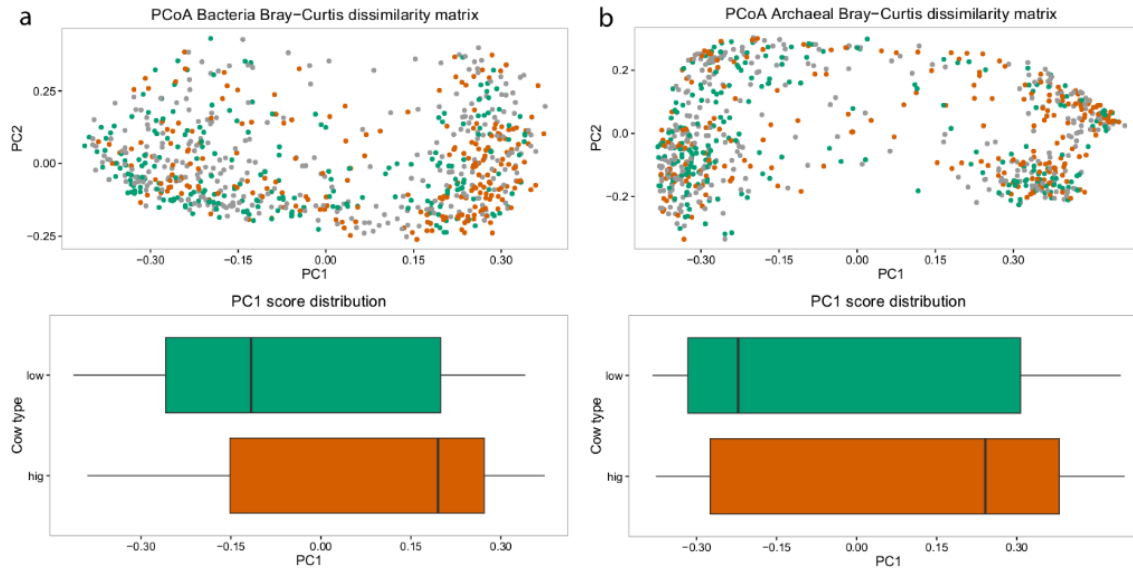 a
PCoA Bacteria Bray−Curtis dissimilarity matrix
PC2
0.25
0.00
−0.25
−0.30 −0.15 0.00 0.15 0.30
PC1
PC1 score distribution
Cow type
low
hig
−0.30 −0.15 0.00 0.15 0.30
PC1
b
PCoA Archaeal Bray−Curtis dissimilarity matrix
PC2
0.2
0.0
−0.2
−0.30 −0.15 0.00 0.15 0.30
PC1
PC1 score distribution
Cow type
low
hig
−0.30 −0.15 0.00 0.15 0.30
PC1